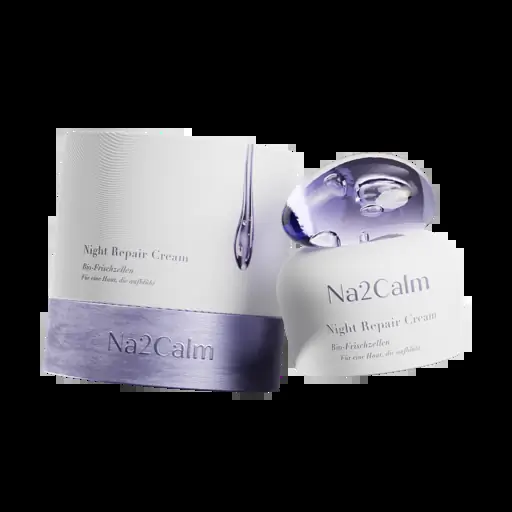 Night Repair Cream
Bio-Frischzellen
Für eine Haut, die aufblüht
Na2Calm
Na2Calm
Night Repair Cream
Bio-Frischzellen
Für eine Haut, die aufblüht